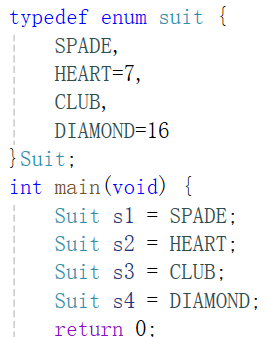 typedef enum suit {
    SPADE,
    HEART=7,
    CLUB,
    DIAMOND=16
}Suit;
int main(void) {
    Suit s1 = SPADE;
    Suit s2 = HEART;
    Suit s3 = CLUB;
    Suit s4 = DIAMOND;
    return 0;